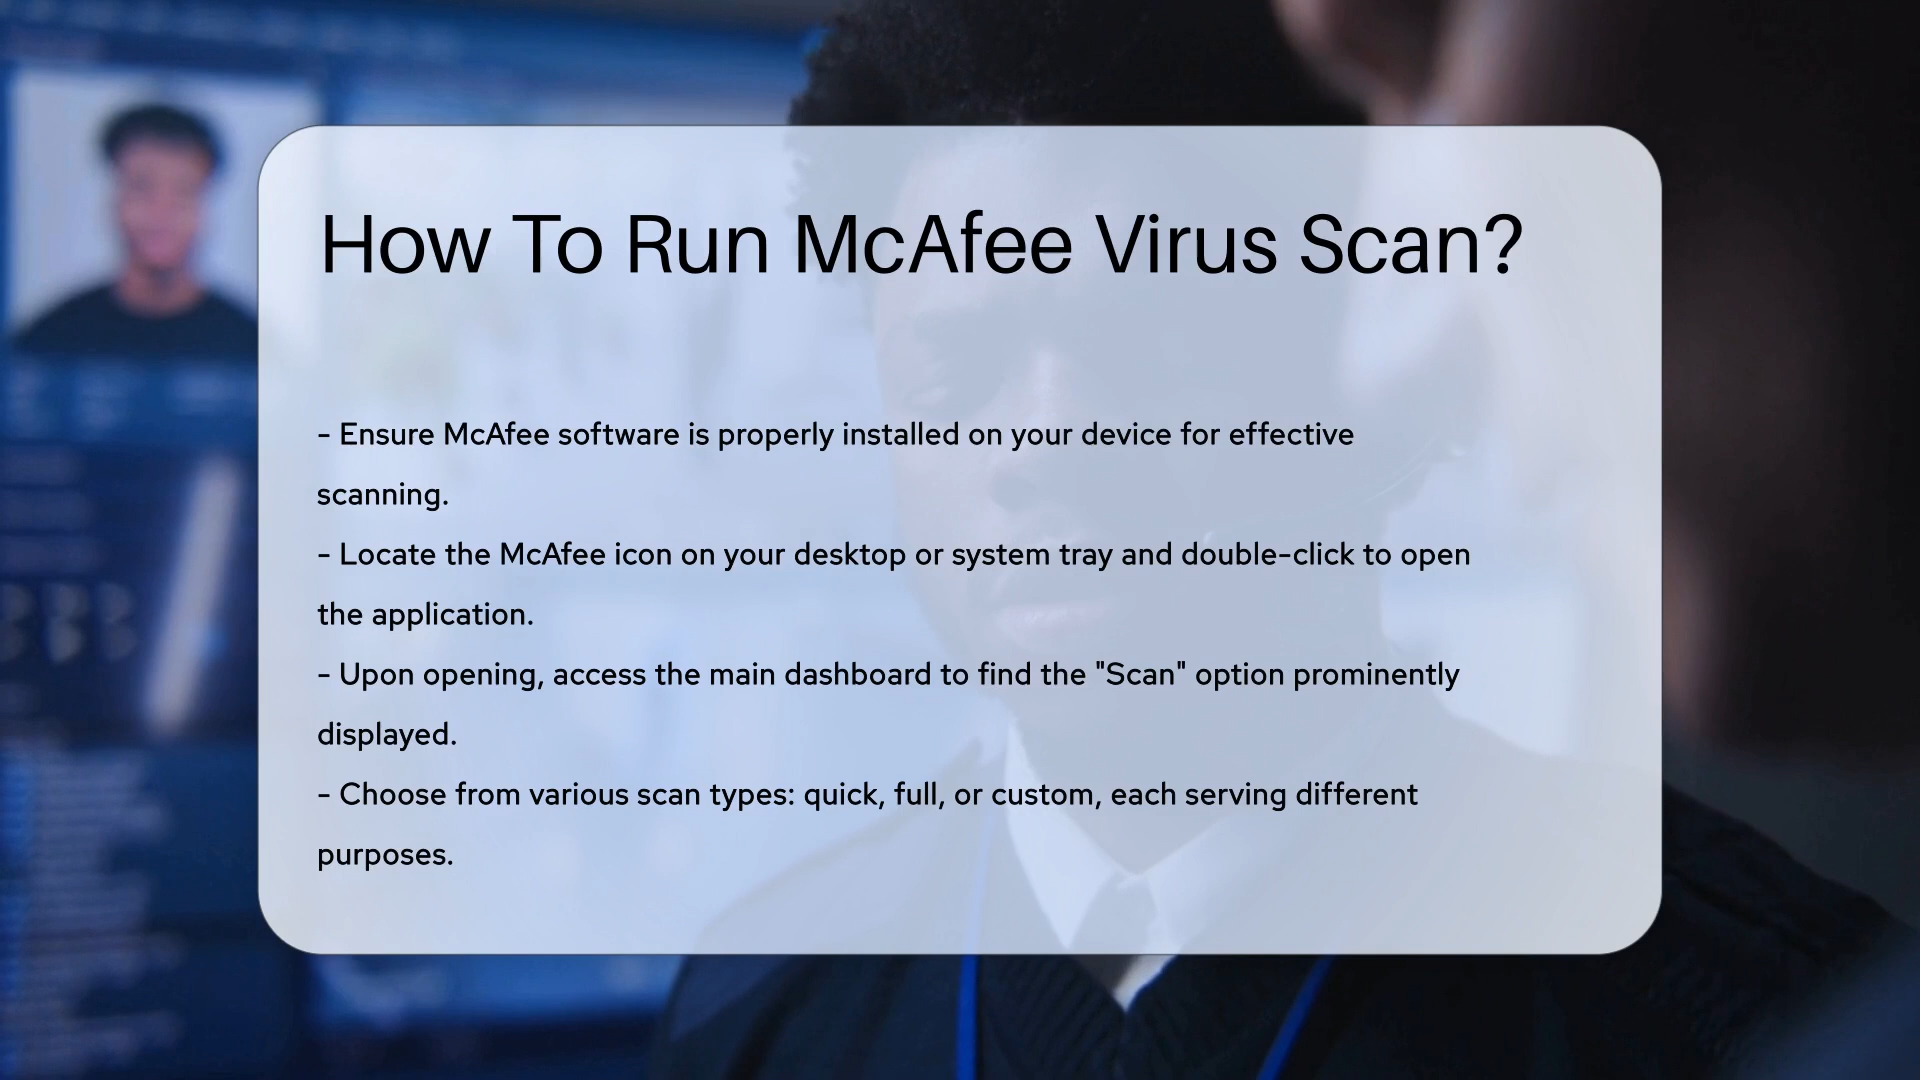 How To Run McAfee Virus Scan?
- Ensure McAfee software is properly installed on your device for effective
scanning.
- Locate the McAfee icon on your desktop or system tray and double-click to open
the application.
- Upon opening, access the main dashboard to find the "Scan" option prominently
displayed.
- Choose from various scan types: quick, full, or custom, each serving different
purposes.